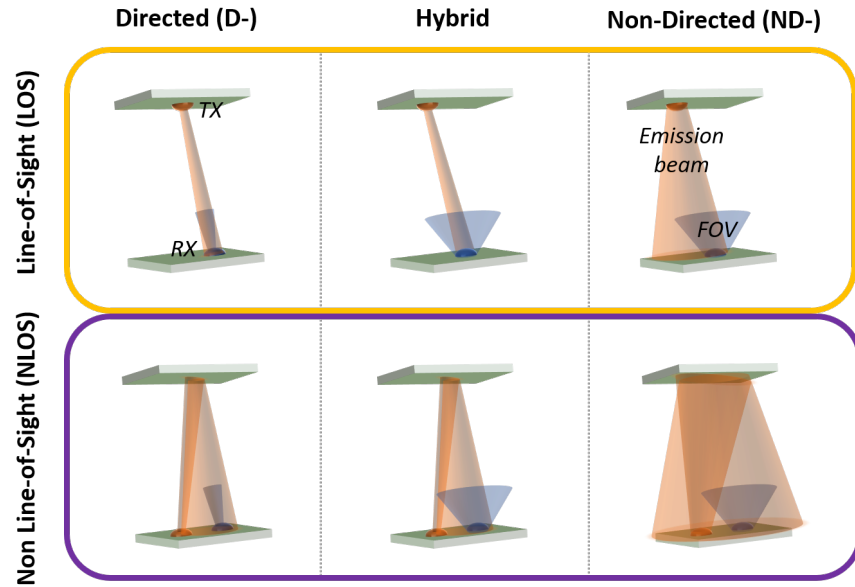 Directed (D-)
Hybrid
Non-Directed (ND-)
Line-of-Sight (LOS)
TX
RX
Emission
beam
FOV
Non Line-of-Sight (NLOS)